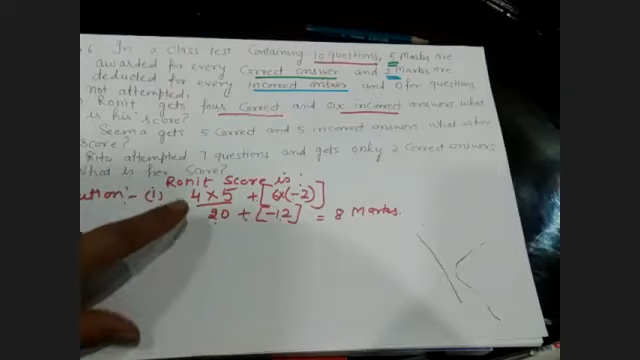 .6 In a class test containing 10 questions, 5 Marks are
awarded for every correct answer and 2 Marks are
deducted for every incorrect answer and 0 for questions
not attempted.
Ronit gets four correct and six incorrect answers what
is his score?
Seema gets 5 correct and 5 incorrect answers what is her
score?
Ritu attempted 7 questions and gets only 2 correct answers
What is her Score?
Ronit Score is :
ution:- (i) 4 × 5 + [6×(-2)]
20 + [-12] = 8 Marks.